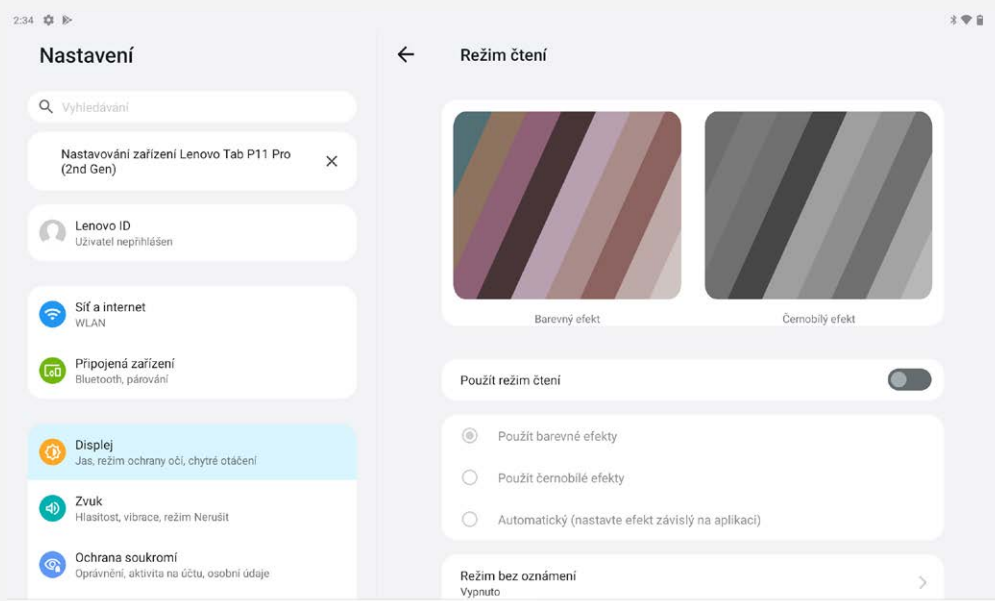 2:34
Nastavení
Režim čtení
Vyhledávání
Nastavování zařízení Lenovo Tab P11 Pro
(2nd Gen)
Lenovo ID
Uživatel nepřihlášen
Síť a internet
WLAN
Připojená zařízení
Bluetooth, párování
Displej
Jas, režim ochrany očí, chytré otáčení
Zvuk
Hlasitost, vibrace, režim Nerušit
Ochrana soukromí
Oprávnění, aktivita na účtu, osobní údaje
Barevný efekt
Černobílý efekt
Použít režim čtení
Použít barevné efekty
Použít černobílé efekty
Automatický (nastavte efekt závislý na aplikaci)
Režim bez oznámení
Vypnuto